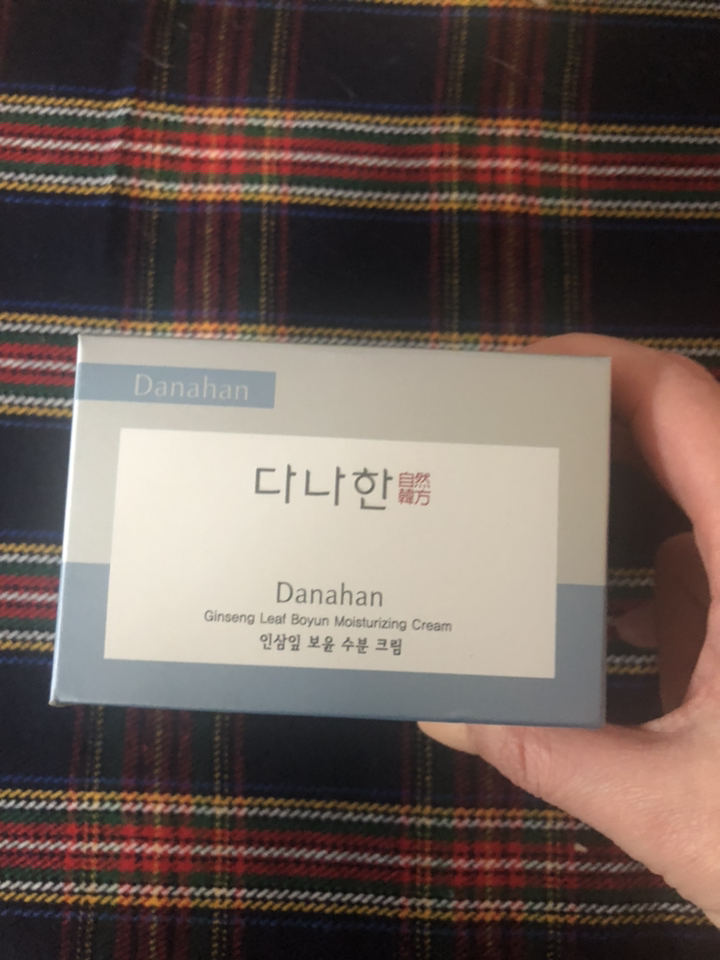 Danahan
다나한 自然
韓方
Danahan
Ginseng Leaf Boyun Moisturizing Cream
인삼잎 보윤 수분 크림